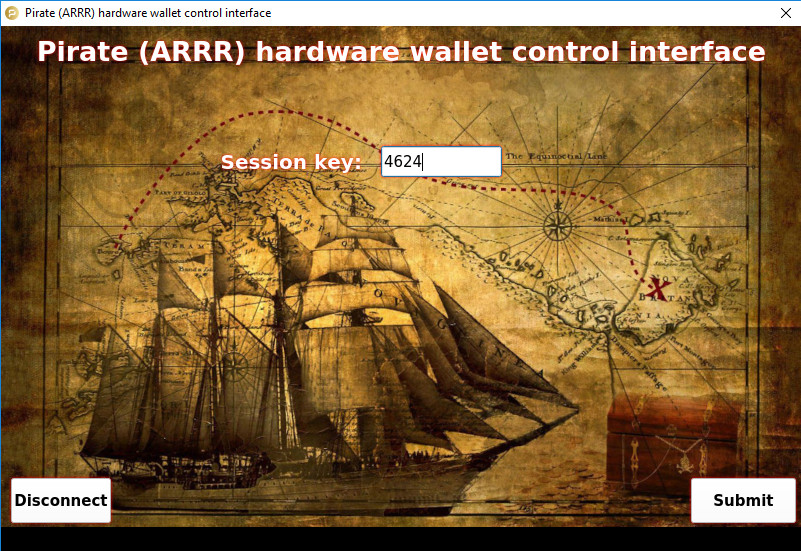 Pirate (ARRR) hardware wallet control interface
Pirate (ARRR) hardware wallet control interface
The Equinoctial Line
Session key: 4624
TERAM
Disconnect
Submit